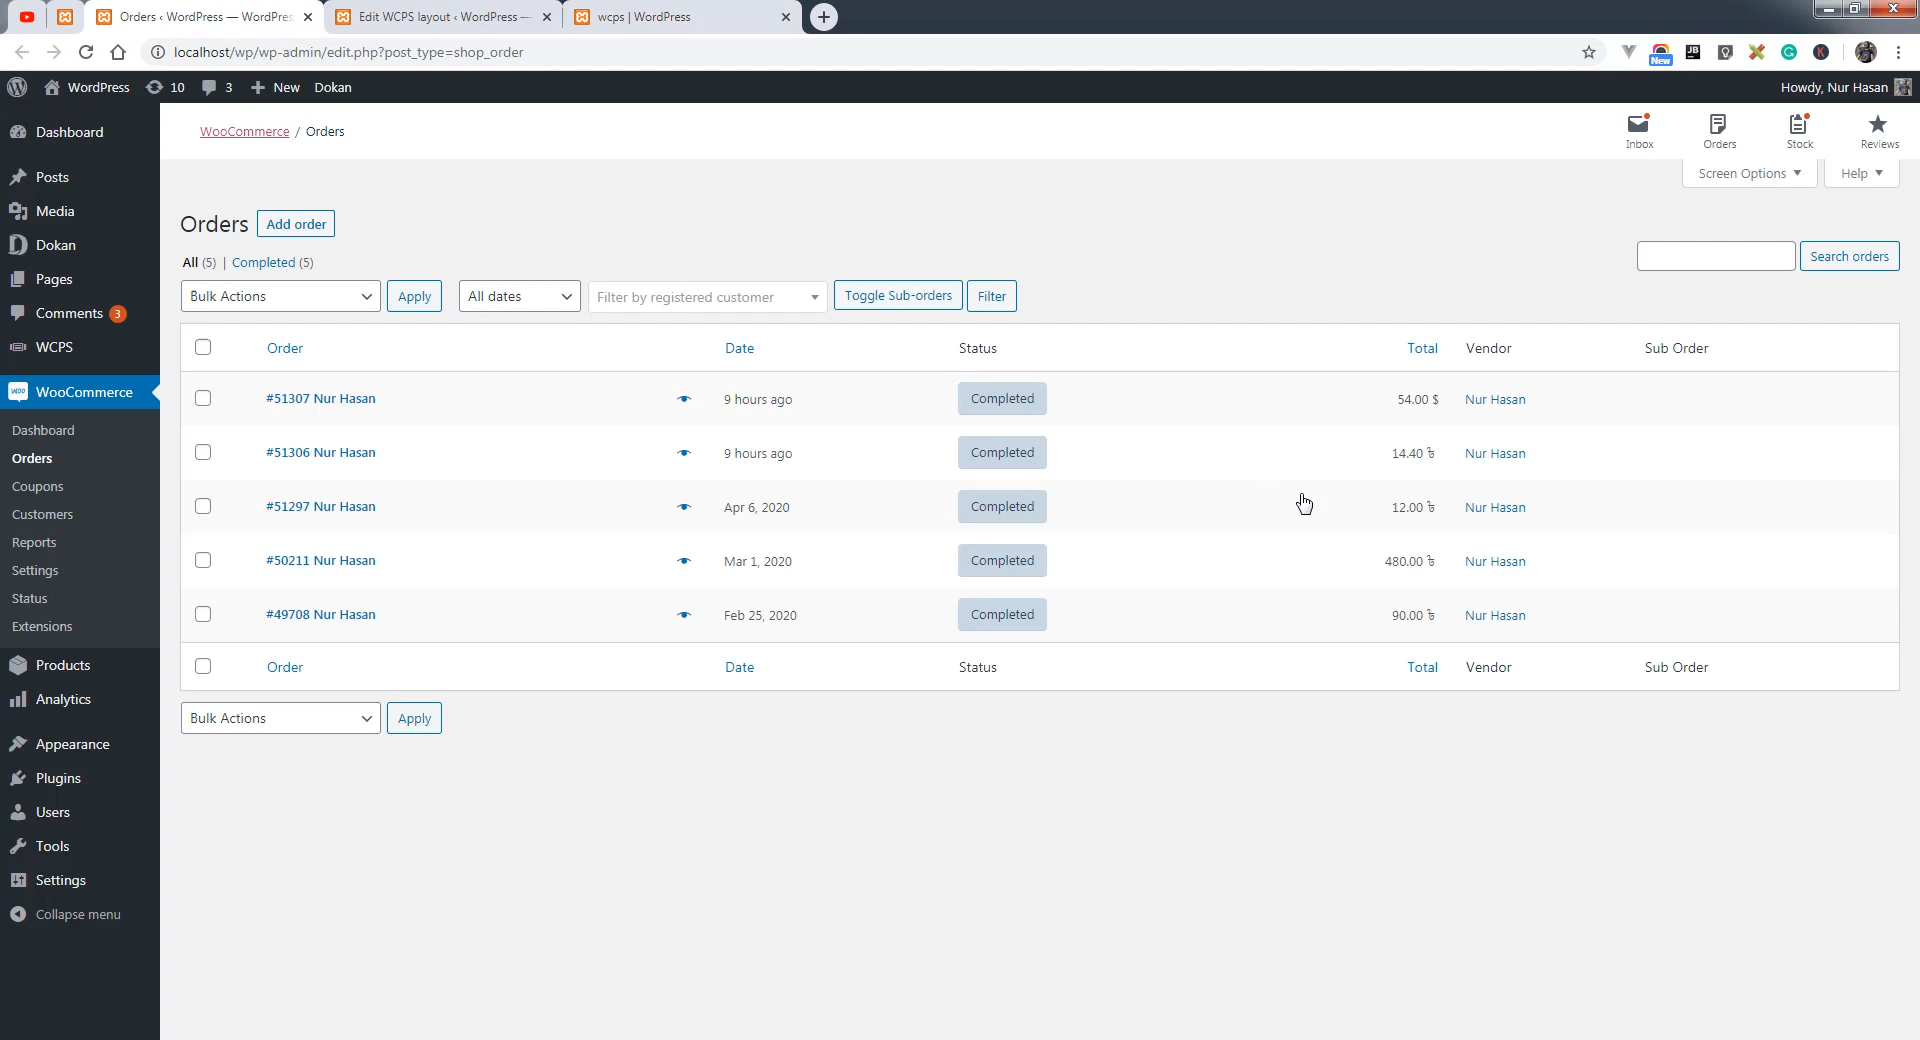 Orders ‹ WordPress — WordPres
Edit WCPS layout ‹ WordPress —
wcps | WordPress
localhost/wp/wp-admin/edit.php?post_type=shop_order
New
JB
WordPress
10
3
New
Dokan
Howdy, Nur Hasan
Dashboard
Posts
Media
Dokan
Pages
Comments 3
WCPS
WooCommerce
Dashboard
Orders
Coupons
Customers
Reports
Settings
Status
Extensions
Products
Analytics
Appearance
Plugins
Users
Tools
Settings
Collapse menu
WooCommerce / Orders
Inbox
Orders
Stock
Reviews
Screen Options
Help
Orders
Add order
All (5) | Completed (5)
Search orders
Bulk Actions
Apply
All dates
Filter by registered customer
Toggle Sub-orders
Filter
Order Date Status Total Vendor Sub Order
#51307 Nur Hasan 9 hours ago Completed 54.00 $ Nur Hasan
#51306 Nur Hasan 9 hours ago Completed 14.40 ৳ Nur Hasan
#51297 Nur Hasan Apr 6, 2020 Completed 12.00 ৳ Nur Hasan
#50211 Nur Hasan Mar 1, 2020 Completed 480.00 ৳ Nur Hasan
#49708 Nur Hasan Feb 25, 2020 Completed 90.00 ৳ Nur Hasan
Order Date Status Total Vendor Sub Order
Bulk Actions
Apply